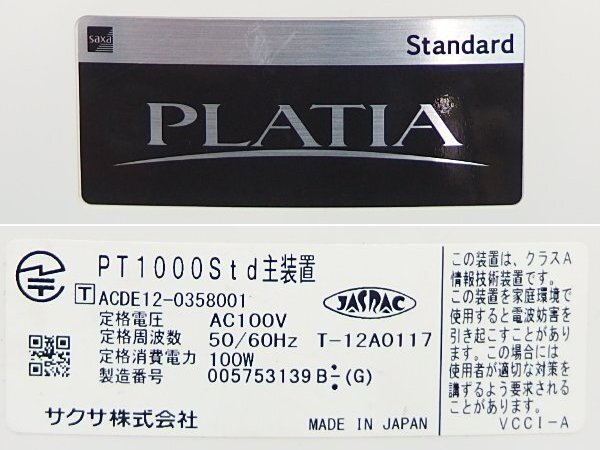 saxa
Standard
PLATIA
PT1000Std主装置
T ACDE12-0358001
定格電圧 AC100V
定格周波数 50/60Hz T-12A0117
定格消費電力 100W
製造番号 005753139B÷(G)
サクサ株式会社 MADE IN JAPAN
JASRAC
この装置は、クラスA
情報技術装置です。
この装置を家庭環境で
使用すると電波妨害を
引き起こすことがあり
ます。この場合には
使用者が適切な対策を
講ずるよう要求される
ことがあります。
VCCI-A